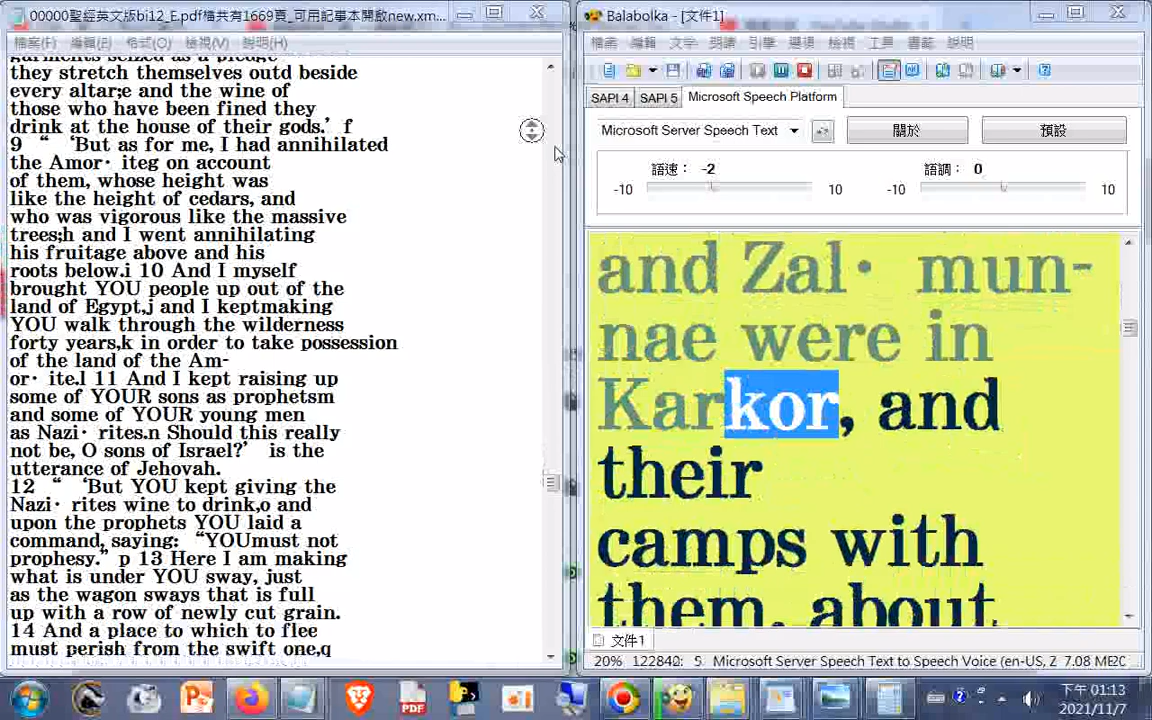 00000聖經英文版bi12_E.pdf檔共有1669頁_可用記事本開啟new.xm...
檔案(F) 編輯(E) 格式(O) 檢視(V) 說明(H)
garments seized as a pledge
they stretch themselves outd beside
every altar;e and the wine of
those who have been fined they
drink at the house of their gods.’ f
9 “ ‘But as for me, I had annihilated
the Amor· iteg on account
of them, whose height was
like the height of cedars, and
who was vigorous like the massive
trees;h and I went annihilating
his fruitage above and his
roots below.i 10 And I myself
brought YOU people up out of the
land of Egypt,j and I keptmaking
YOU walk through the wilderness
forty years,k in order to take possession
of the land of the Am-
or· ite.l 11 And I kept raising up
some of YOUR sons as prophetsm
and some of YOUR young men
as Nazi· rites.n Should this really
not be, O sons of Israel?’ is the
utterance of Jehovah.
12 “ ‘But YOU kept giving the
Nazi· rites wine to drink,o and
upon the prophets YOU laid a
command, saying: “YOUmust not
prophesy.” p 13 Here I am making
what is under YOU sway, just
as the wagon sways that is full
up with a row of newly cut grain.
14 And a place to which to flee
must perish from the swift one,q
Balabolka - [文件1]
檔案 編輯 文字 朗讀 引擎 選項 檢視 工具 書籤 說明
SAPI 4 SAPI 5 Microsoft Speech Platform
Microsoft Server Speech Text 關於 預設
語速： -2 語調： 0
-10 10 -10 10
and Zal· mun-
nae were in
Karkor, and
their
camps with
them, about
文件1
20% 122842: 5 Microsoft Server Speech Text to Speech Voice (en-US, Z 7.08 ME2C
PDF
下午 01:13
2021/11/7